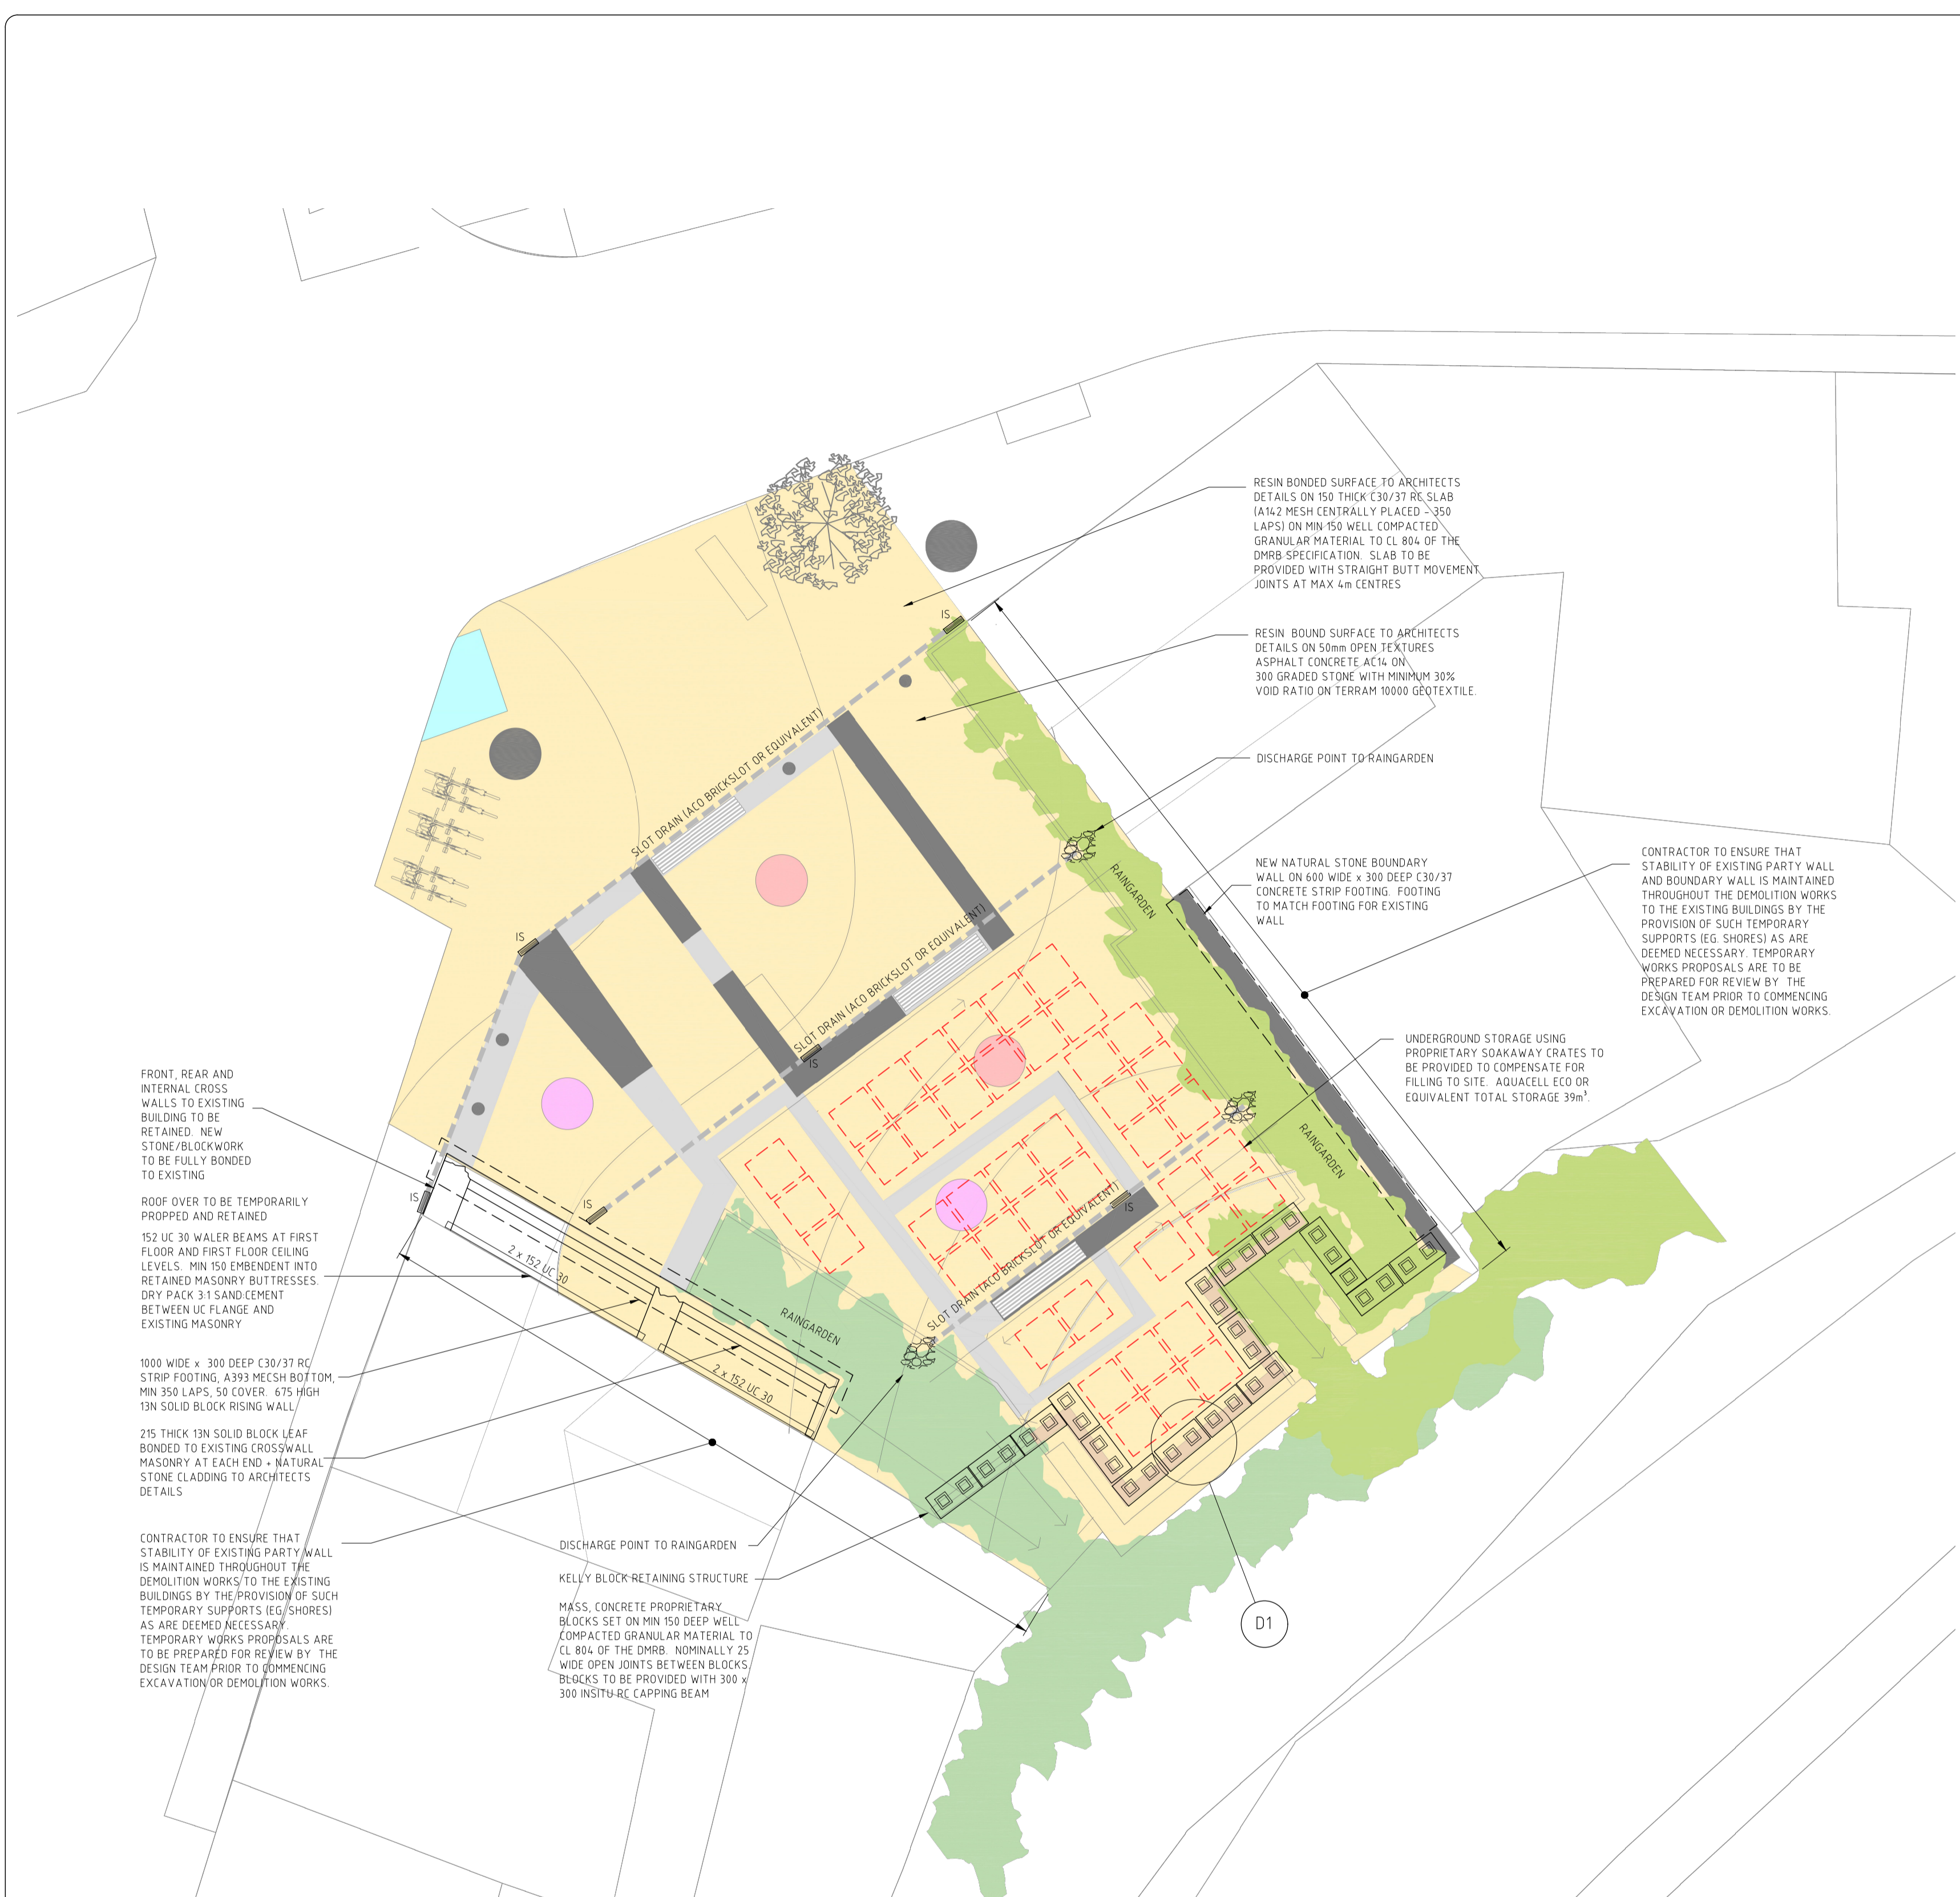 RESIN BONDED SURFACE TO ARCHITECTS
DETAILS ON 150 THICK C30/37 RC SLAB
(A142 MESH CENTRALLY PLACED - 350
LAPS) ON MIN 150 WELL COMPACTED
GRANULAR MATERIAL TO CL 804 OF THE
DMRB SPECIFICATION. SLAB TO BE
PROVIDED WITH STRAIGHT BUTT MOVEMENT
JOINTS AT MAX 4m CENTRES
IS
RESIN BOUND SURFACE TO ARCHITECTS
DETAILS ON 50mm OPEN TEXTURES
ASPHALT CONCRETE AC14 ON
300 GRADED STONE WITH MINIMUM 30%
VOID RATIO ON TERRAM 10000 GEOTEXTILE.
SLOT DRAIN (ACO BRICKSLOT OR EQUIVALENT)
DISCHARGE POINT TO RAINGARDEN
RAINGARDEN
NEW NATURAL STONE BOUNDARY
WALL ON 600 WIDE x 300 DEEP C30/37
CONCRETE STRIP FOOTING. FOOTING
TO MATCH FOOTING FOR EXISTING
WALL
CONTRACTOR TO ENSURE THAT
STABILITY OF EXISTING PARTY WALL
AND BOUNDARY WALL IS MAINTAINED
THROUGHOUT THE DEMOLITION WORKS
TO THE EXISTING BUILDINGS BY THE
PROVISION OF SUCH TEMPORARY
SUPPORTS (EG. SHORES) AS ARE
DEEMED NECESSARY. TEMPORARY
WORKS PROPOSALS ARE TO BE
PREPARED FOR REVIEW BY THE
DESIGN TEAM PRIOR TO COMMENCING
EXCAVATION OR DEMOLITION WORKS.
IS
SLOT DRAIN (ACO BRICKSLOT OR EQUIVALENT)
IS
UNDERGROUND STORAGE USING
PROPRIETARY SOAKAWAY CRATES TO
BE PROVIDED TO COMPENSATE FOR
FILLING TO SITE. AQUACELL ECO OR
EQUIVALENT TOTAL STORAGE 39m³.
RAINGARDEN
FRONT, REAR AND
INTERNAL CROSS
WALLS TO EXISTING
BUILDING TO BE
RETAINED. NEW
STONE/BLOCKWORK
TO BE FULLY BONDED
TO EXISTING
IS
IS
IS
ROOF OVER TO BE TEMPORARILY
PROPPED AND RETAINED
152 UC 30 WALER BEAMS AT FIRST
FLOOR AND FIRST FLOOR CEILING
LEVELS. MIN 150 EMBENDENT INTO
RETAINED MASONRY BUTTRESSES.
DRY PACK 3:1 SAND:CEMENT
BETWEEN UC FLANGE AND
EXISTING MASONRY
2 x 152 UC 30
SLOT DRAIN (ACO BRICKSLOT OR EQUIVALENT)
RAINGARDEN
2 x 152 UC 30
1000 WIDE x 300 DEEP C30/37 RC
STRIP FOOTING, A393 MECSH BOTTOM,
MIN 350 LAPS, 50 COVER. 675 HIGH
13N SOLID BLOCK RISING WALL
215 THICK 13N SOLID BLOCK LEAF
BONDED TO EXISTING CROSSWALL
MASONRY AT EACH END + NATURAL
STONE CLADDING TO ARCHITECTS
DETAILS
CONTRACTOR TO ENSURE THAT
STABILITY OF EXISTING PARTY WALL
IS MAINTAINED THROUGHOUT THE
DEMOLITION WORKS TO THE EXISTING
BUILDINGS BY THE PROVISION OF SUCH
TEMPORARY SUPPORTS (EG. SHORES)
AS ARE DEEMED NECESSARY.
TEMPORARY WORKS PROPOSALS ARE
TO BE PREPARED FOR REVIEW BY THE
DESIGN TEAM PRIOR TO COMMENCING
EXCAVATION OR DEMOLITION WORKS.
DISCHARGE POINT TO RAINGARDEN
KELLY BLOCK RETAINING STRUCTURE
MASS, CONCRETE PROPRIETARY
BLOCKS SET ON MIN 150 DEEP WELL
COMPACTED GRANULAR MATERIAL TO
CL 804 OF THE DMRB. NOMINALLY 25
WIDE OPEN JOINTS BETWEEN BLOCKS.
BLOCKS TO BE PROVIDED WITH 300 x
300 INSITU RC CAPPING BEAM
D1